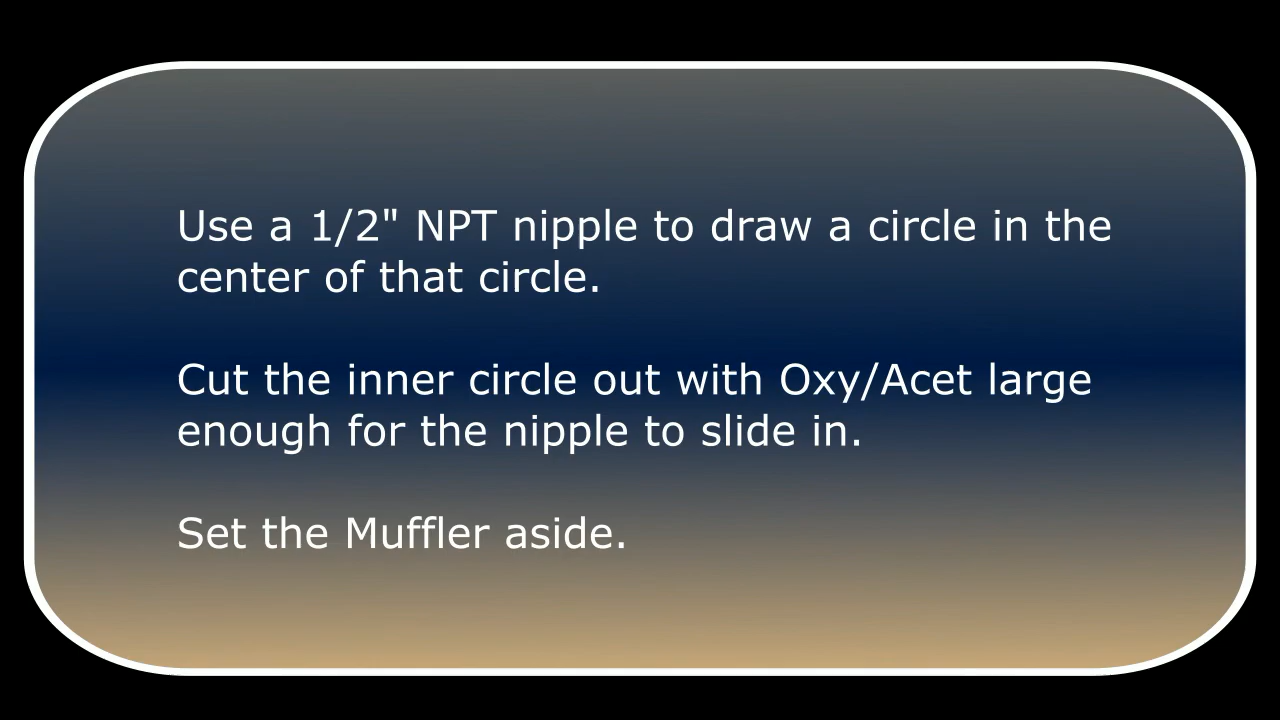 Use a 1/2" NPT nipple to draw a circle in the
center of that circle.
Cut the inner circle out with Oxy/Acet large
enough for the nipple to slide in.
Set the Muffler aside.